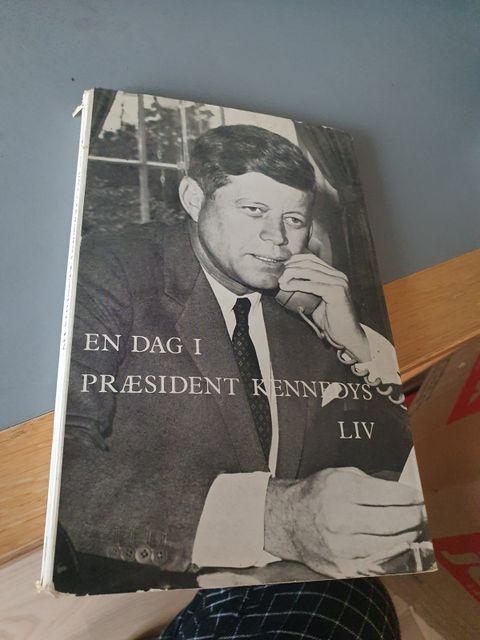 EN DAG I
PRÆSIDENT KENNEDYS
LIV